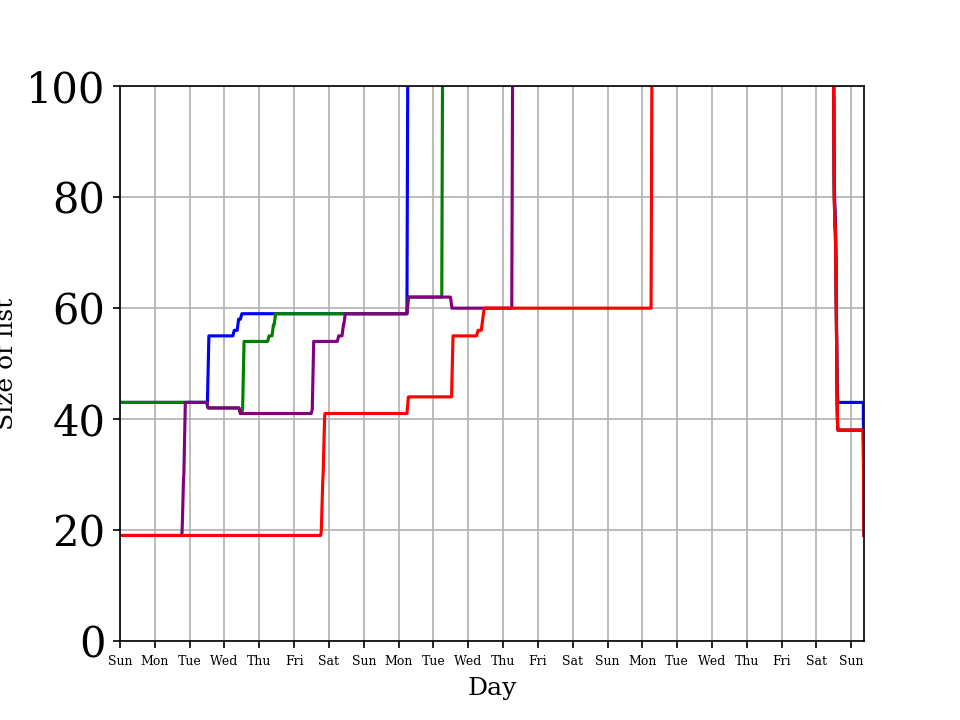 100
80
60
40
20
0
Size of list
Sun Mon Tue Wed Thu Fri Sat Sun Mon Tue Wed Thu Fri Sat Sun Mon Tue Wed Thu Fri Sat Sun
Day